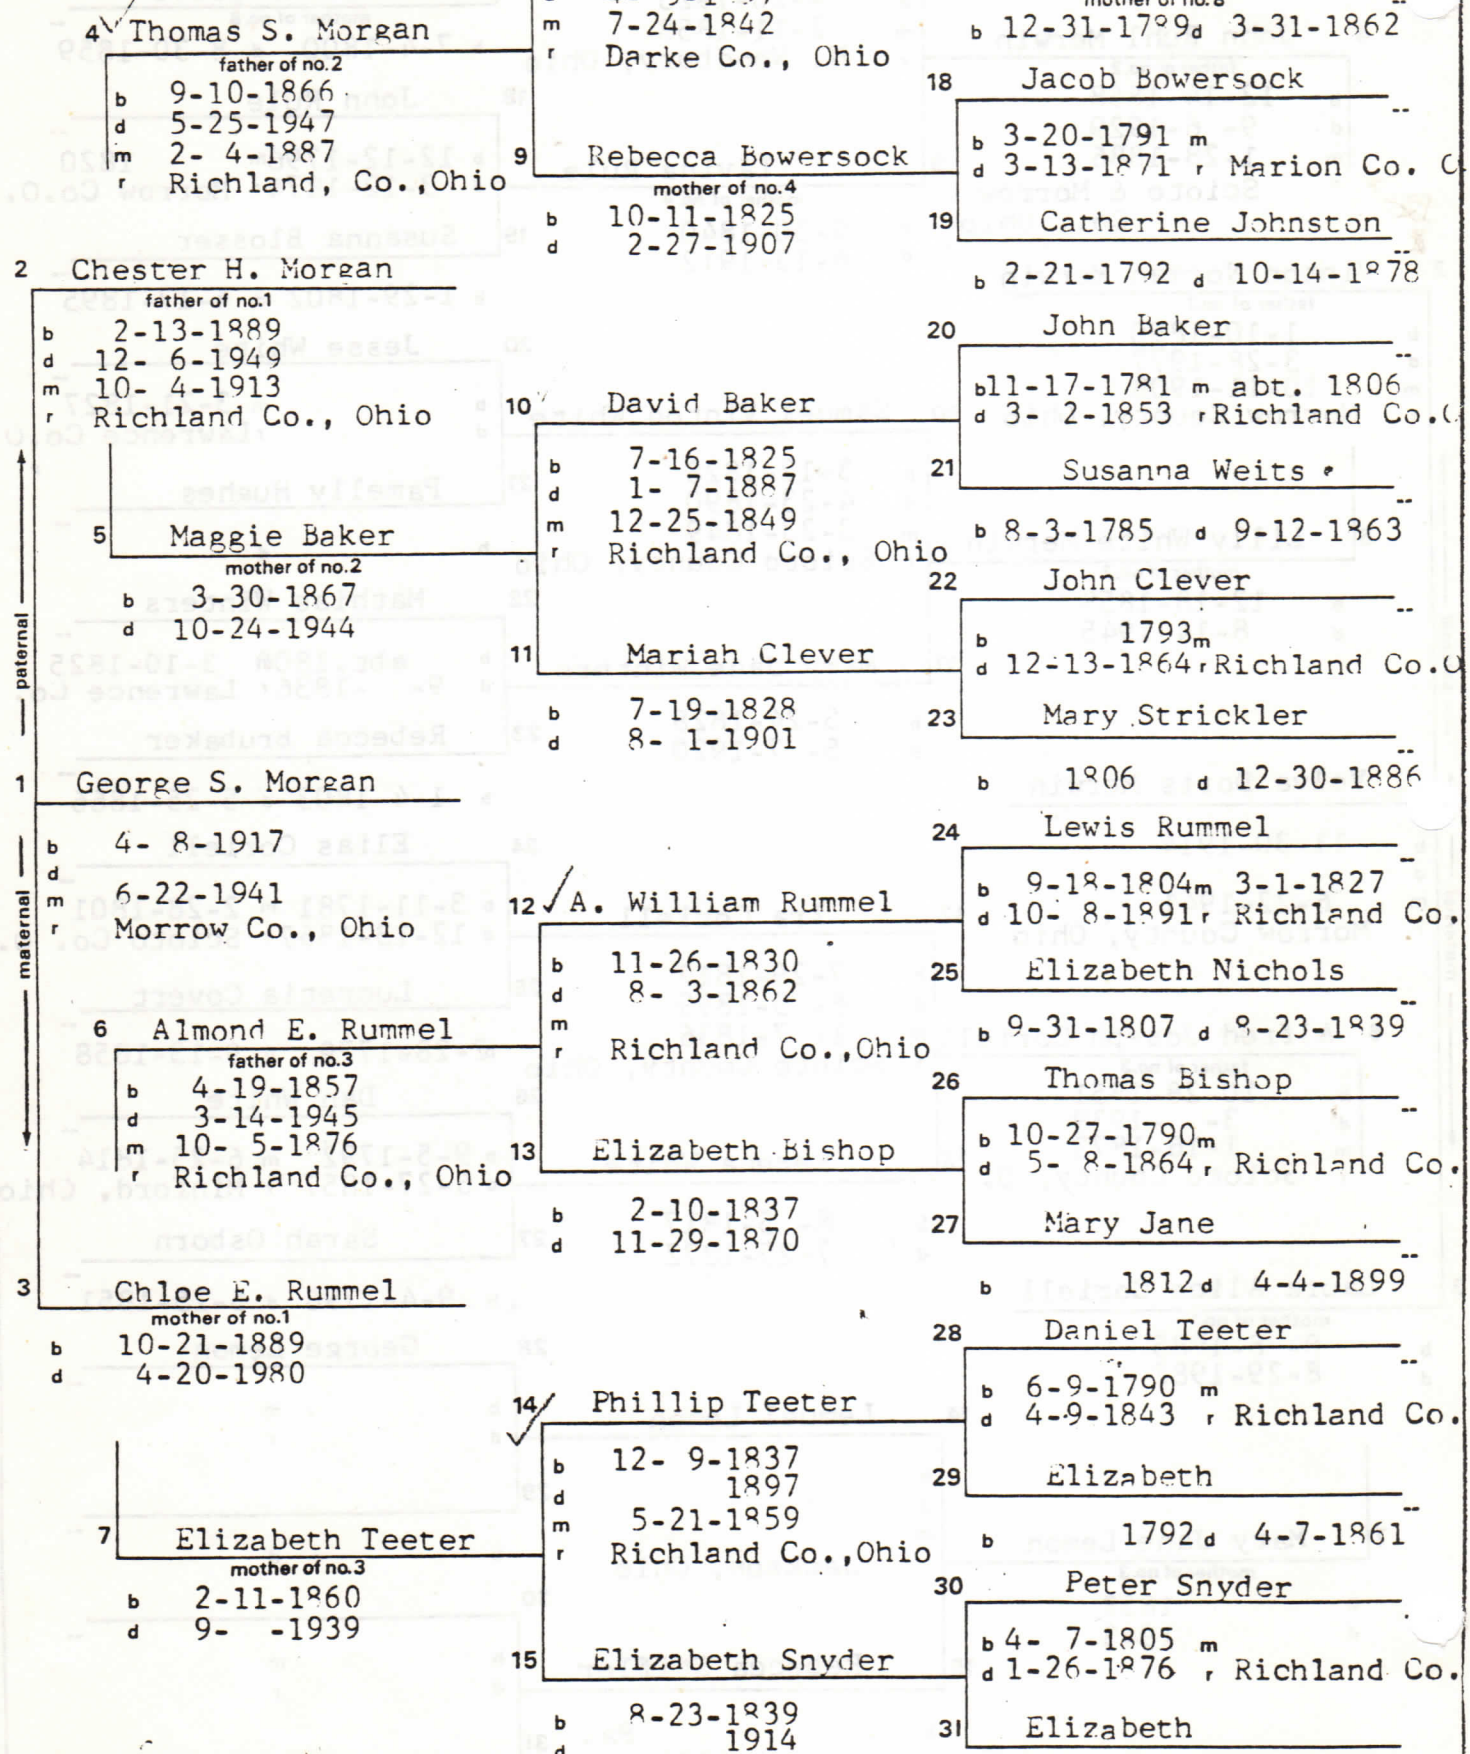 mother of no.8
4 Thomas S. Morgan
father of no.2
b 9-10-1866
d 5-25-1947
m 2- 4-1887
r Richland, Co.,Ohio
m 7-24-1842
r Darke Co., Ohio
b 12-31-1789 d 3-31-1862
18 Jacob Bowersock
--
b 3-20-1791 m
d 3-13-1871 r Marion Co.
9 Rebecca Bowersock
mother of no.4
b 10-11-1825
d 2-27-1907
19 Catherine Johnston
--
b 2-21-1792 d 10-14-1878
2 Chester H. Morgan
father of no.1
b 2-13-1889
d 12- 6-1949
m 10- 4-1913
r Richland Co., Ohio
20 John Baker
--
b 11-17-1781 m abt. 1806
d 3- 2-1853 r Richland Co.
10 David Baker
b 7-16-1825
d 1- 7-1887
m 12-25-1849
r Richland Co., Ohio
21 Susanna Weits
--
b 8-3-1785 d 9-12-1863
5 Maggie Baker
mother of no.2
b 3-30-1867
d 10-24-1944
22 John Clever
--
b 1793 m
d 12-13-1864 r Richland Co.O
11 Mariah Clever
b 7-19-1828
d 8- 1-1901
23 Mary Strickler
--
b 1806 d 12-30-1886
paternal
1 George S. Morgan
b 4- 8-1917
d
m 6-22-1941
r Morrow Co., Ohio
maternal
24 Lewis Rummel
--
b 9-18-1804 m 3-1-1827
d 10- 8-1891 r Richland Co.
12 A. William Rummel
b 11-26-1830
d 8- 3-1862
m
r Richland Co.,Ohio
25 Elizabeth Nichols
--
b 9-31-1807 d 8-23-1839
6 Almond E. Rummel
father of no.3
b 4-19-1857
d 3-14-1945
m 10- 5-1876
r Richland Co.,Ohio
26 Thomas Bishop
--
b 10-27-1790 m
d 5- 8-1864 r Richland Co.
13 Elizabeth Bishop
b 2-10-1837
d 11-29-1870
27 Mary Jane
--
b 1812 d 4-4-1899
3 Chloe E. Rummel
mother of no.1
b 10-21-1889
d 4-20-1980
28 Daniel Teeter
--
b 6-9-1790 m
d 4-9-1843 r Richland Co.
14 Phillip Teeter
b 12- 9-1837
d 1897
m 5-21-1859
r Richland Co.,Ohio
29 Elizabeth
--
b 1792 d 4-7-1861
7 Elizabeth Teeter
mother of no.3
b 2-11-1860
d 9- -1939
30 Peter Snyder
b 4- 7-1805 m
d 1-26-1876 r Richland Co.
15 Elizabeth Snyder
b 8-23-1839
d 1914
31 Elizabeth